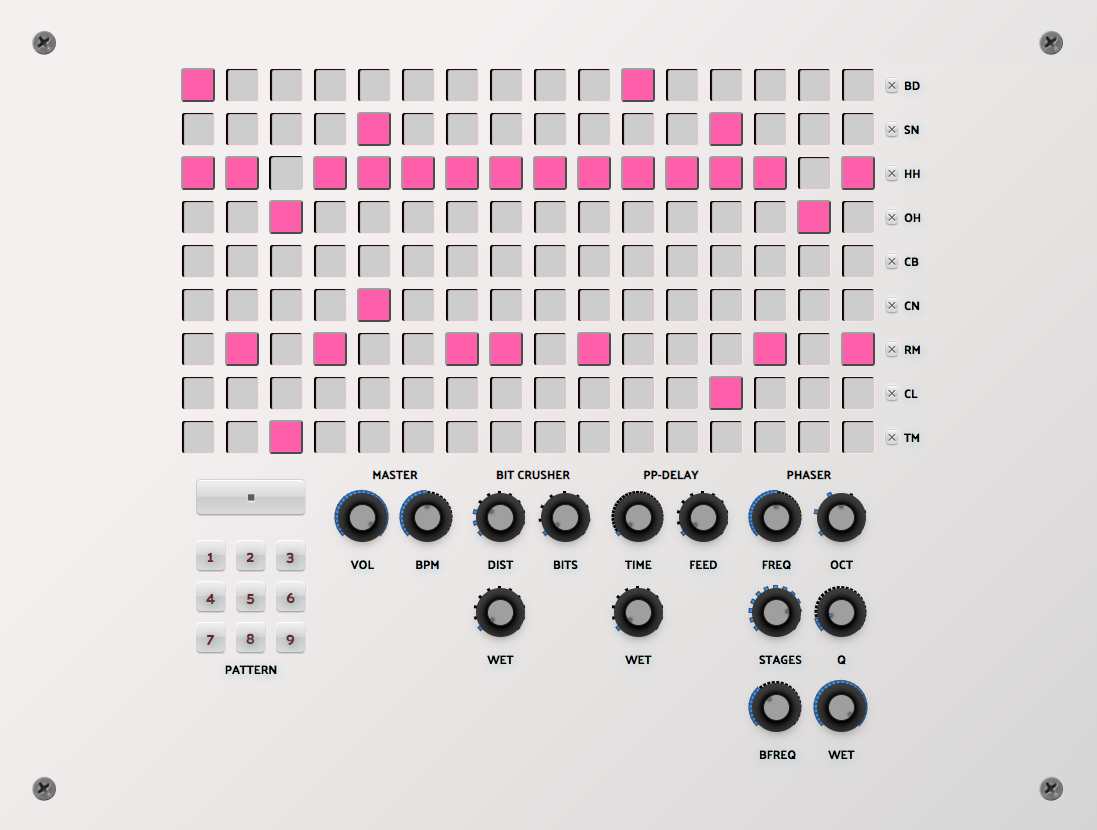 BD
SN
HH
OH
CB
CN
RM
CL
TM
MASTER BIT CRUSHER PP-DELAY PHASER
VOL BPM DIST BITS TIME FEED FREQ OCT
1 2 3
4 5 6
7 8 9
PATTERN
WET WET STAGES Q
BFREQ WET